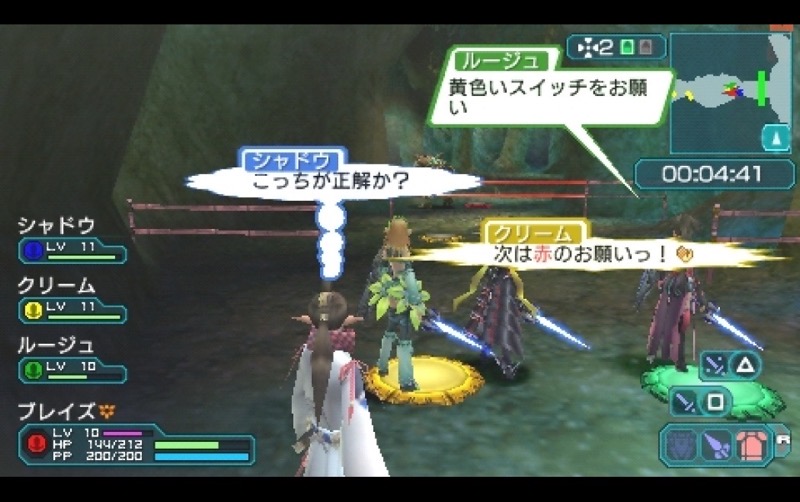 2
ルージュ
黄色いスイッチをお願
い
シャドウ
こっちが正解か?
00:04:41
クリーム
次は赤のお願いっ!
シャドウ
LV 11
クリーム
LV 11
ルージュ
LV 10
ブレイズ
LV 10
HP 144/212
PP 200/200
R